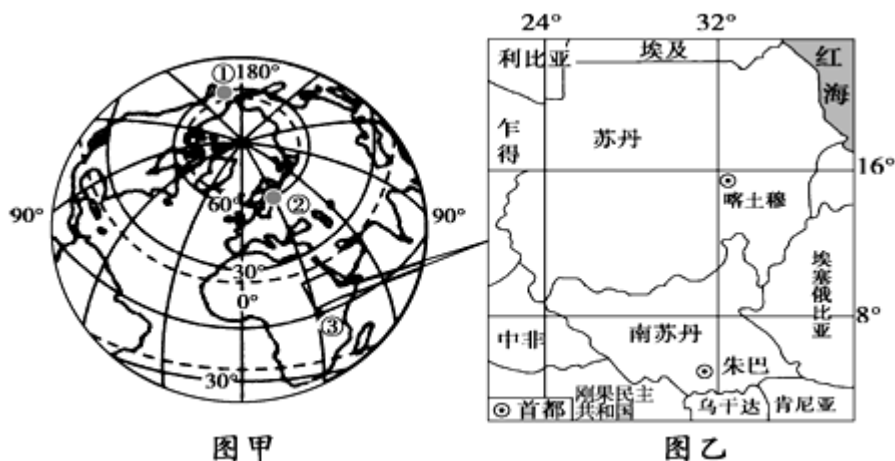 ① 180°
90°
60°
②
90°
30°
0°
③
30°
图甲
24° 32°
利比亚
埃及
红海
乍得
苏丹
16°
喀土穆
埃塞俄比亚
8°
中非
南苏丹
朱巴
首都
刚果民主
共和国
乌干达
肯尼亚
图乙